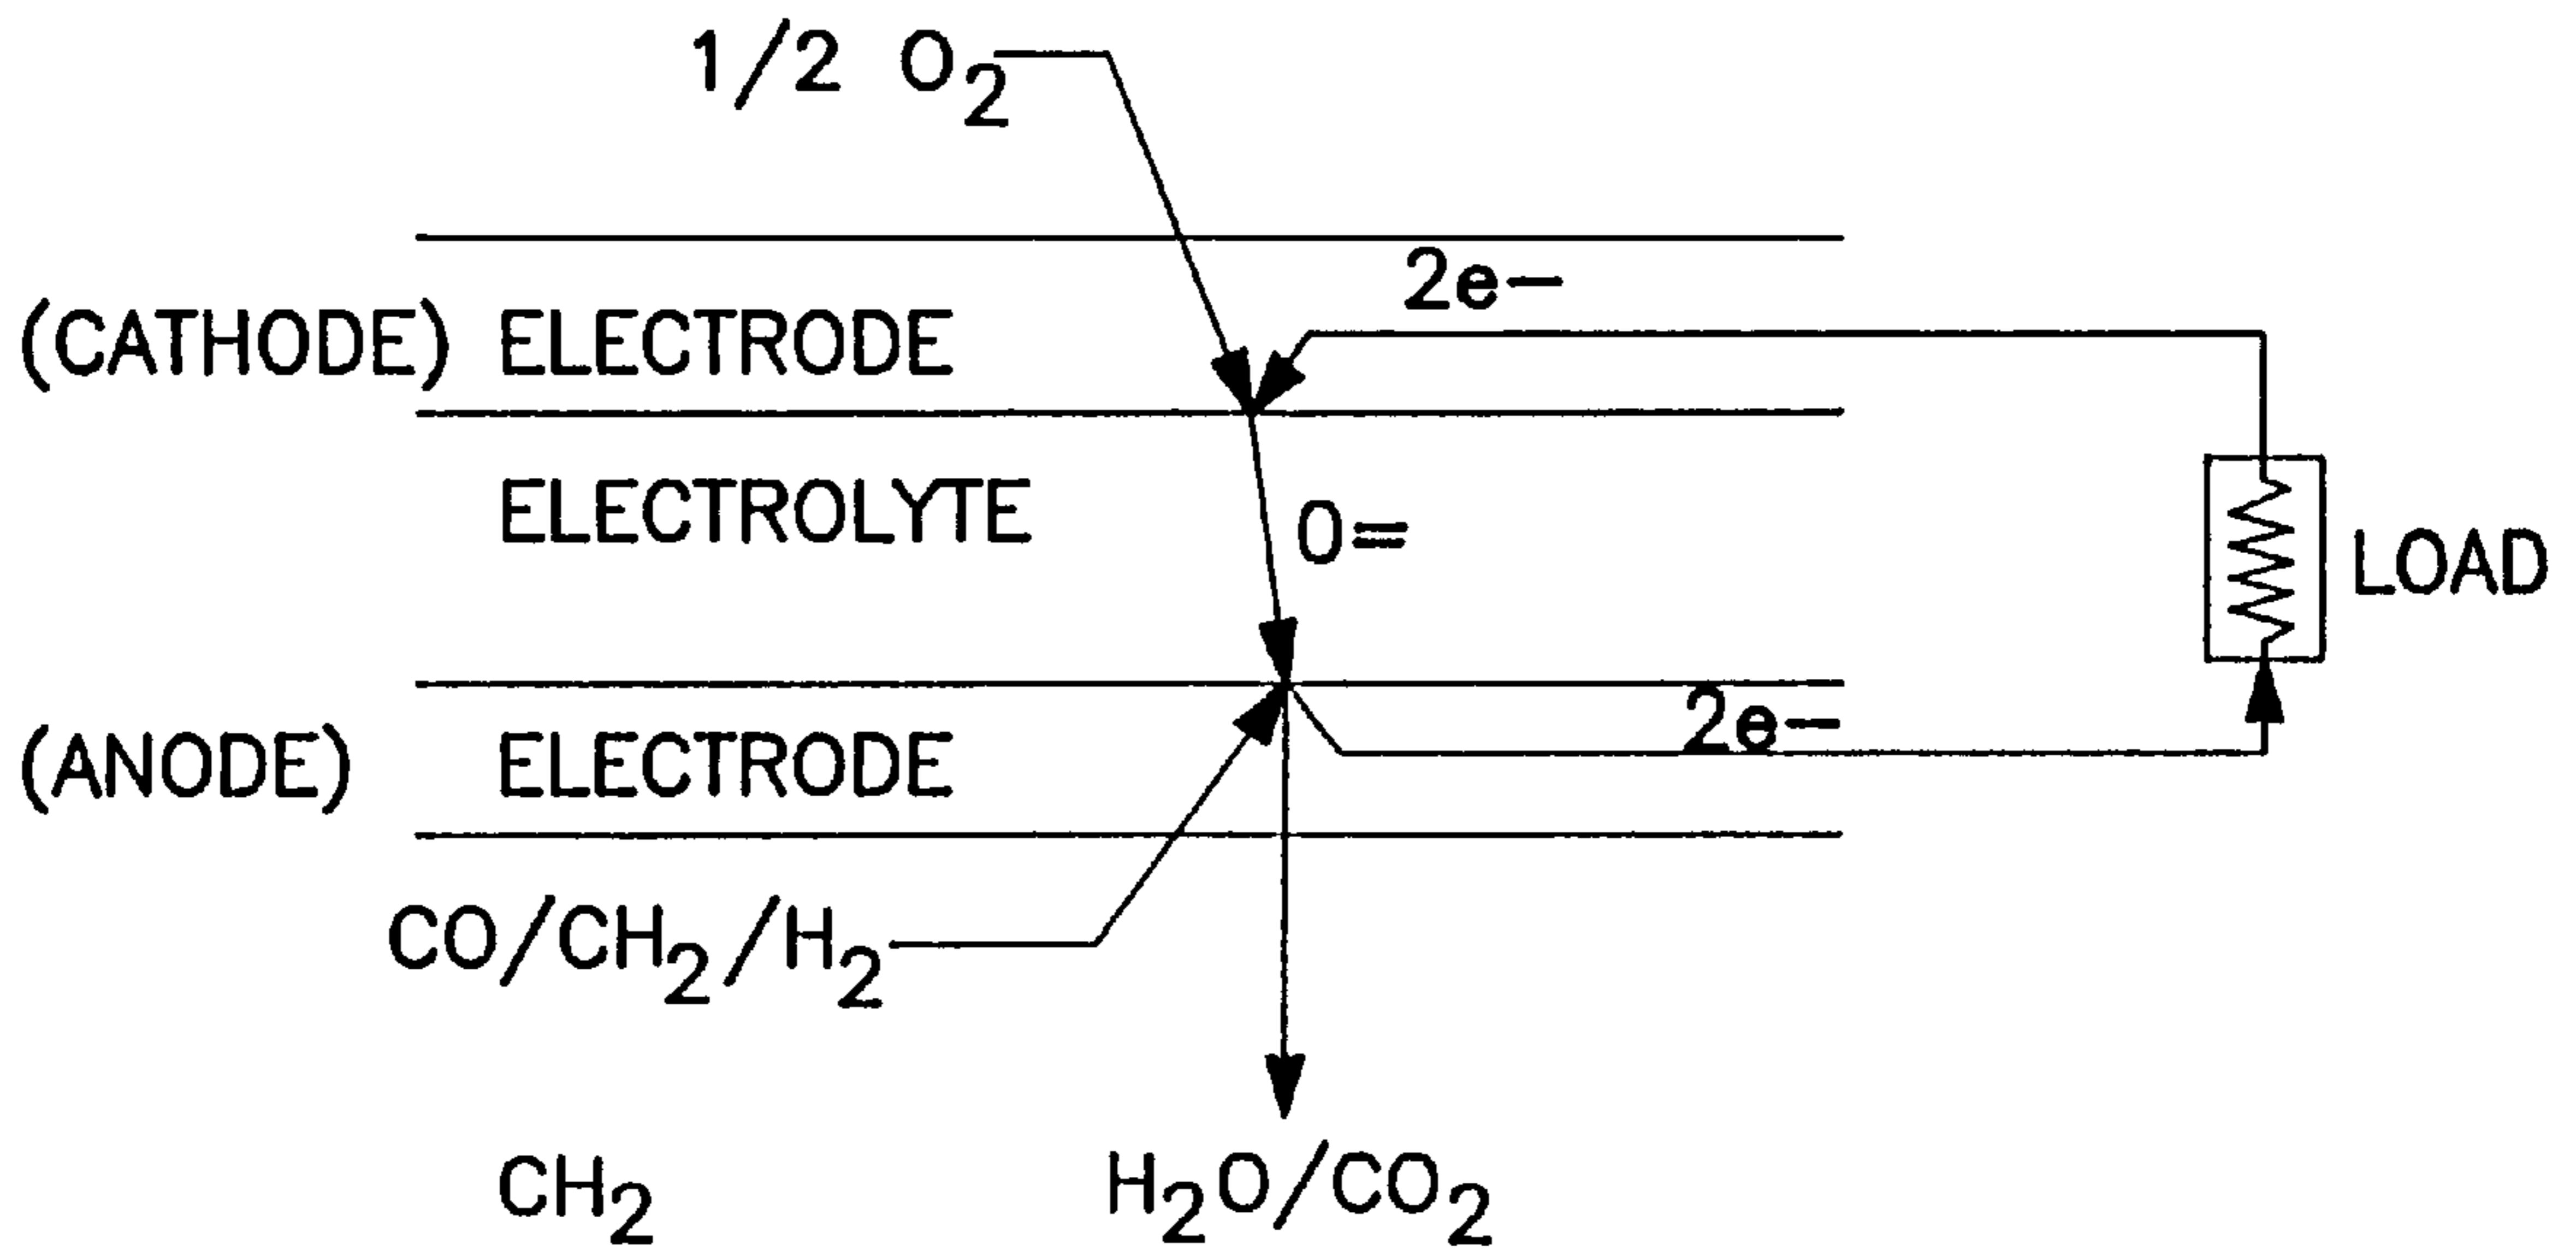 1/2 O₂
2e−
(CATHODE) ELECTRODE
ELECTROLYTE
O=
LOAD
2e−
(ANODE) ELECTRODE
CO/CH₂/H₂
CH₂
H₂O/CO₂